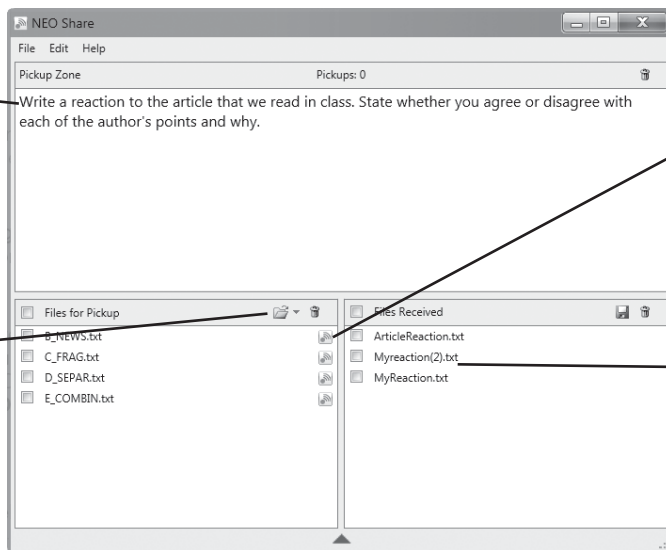 NEO Share
File Edit Help
Pickup Zone Pickups: 0
Write a reaction to the article that we read in class. State whether you agree or disagree with
each of the author's points and why.
Files for Pickup
B_NEWS.txt
C_FRAG.txt
D_SEPAR.txt
E_COMBIN.txt
Files Received
ArticleReaction.txt
Myreaction(2).txt
MyReaction.txt